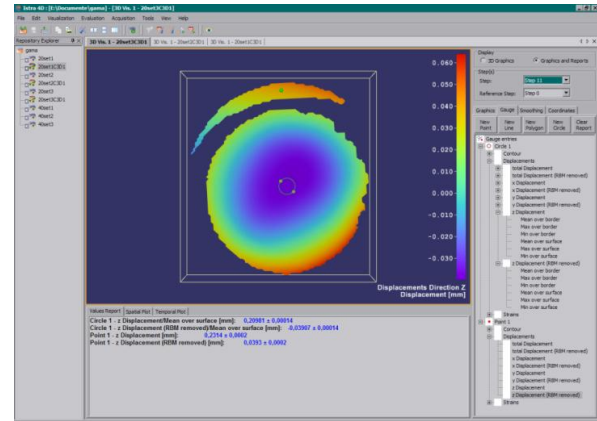 Istra 4D : [E:\Documents\gama] - [3D Vis. 1 - 20set3C3D1]
File Edit Visualization Evaluation Acquisition Tools View Help
Repository Explorer
3D Vis. 1 - 20set3C3D1 3D Vis. 1 - 20set2C3D1 3D Vis. 1 - 20set1C3D1
gama
20set1
20set1C3D1
20set2
20set2C3D1
20set3
20set3C3D1
40set1
40set2
40set3
0.060
0.050
0.040
0.030
0.020
0.010
0.000
-0.010
-0.020
-0.030
Displacements Direction Z
Displacement [mm]
Values Report Spatial Plot Temporal Plot
Circle 1 - z Displacement/Mean over surface [mm]: 0,20981 ± 0,00014
Circle 1 - z Displacement (RBM removed)/Mean over surface [mm]: -0,03907 ± 0,00014
Point 1 - z Displacement [mm]: 0,2314 ± 0,0002
Point 1 - z Displacement (RBM removed) [mm]: 0,0393 ± 0,0002
Display
3D Graphics Graphics and Reports
Step(s)
Step: Step 11
Reference Step: Step 0
Graphics Gauge Smoothing Coordinates
New Point New Line New Polygon New Circle Clear Report
Gauge entries
Circle 1
Contour
Displacements
total Displacement
total Displacement (RBM removed)
x Displacement
x Displacement (RBM removed)
y Displacement
y Displacement (RBM removed)
z Displacement
Mean over border
Max over border
Min over border
Mean over surface
Max over surface
Min over surface
z Displacement (RBM removed)
Mean over border
Max over border
Min over border
Mean over surface
Max over surface
Min over surface
Strains
Point 1
Contour
Displacements
total Displacement
total Displacement (RBM removed)
x Displacement
x Displacement (RBM removed)
y Displacement
y Displacement (RBM removed)
z Displacement
z Displacement (RBM removed)
Strains